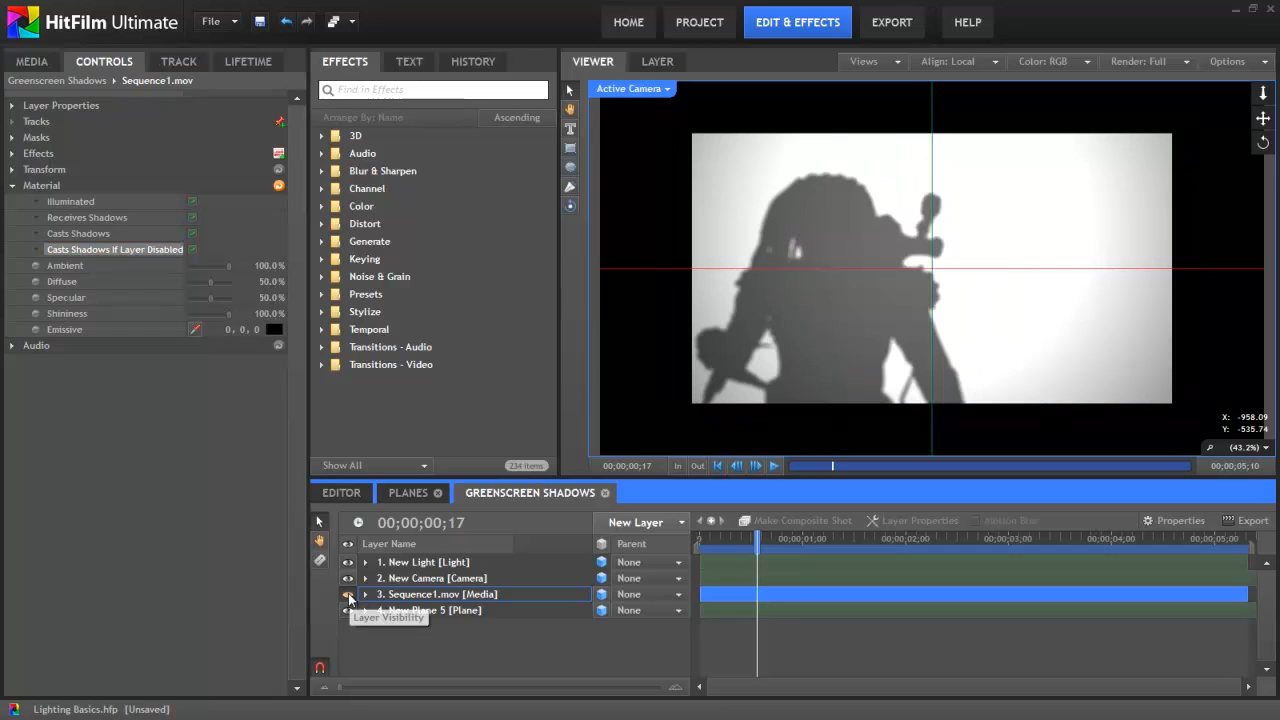 HitFilm Ultimate
File
HOME
PROJECT
EDIT & EFFECTS
EXPORT
HELP
MEDIA
CONTROLS
TRACK
LIFETIME
Greenscreen Shadows
Sequence1.mov
Layer Properties
Tracks
Masks
Effects
Transform
Material
Illuminated
Receives Shadows
Casts Shadows
Casts Shadows If Layer Disabled
Ambient 100.0%
Diffuse 50.0%
Specular 50.0%
Shininess 100.0%
Emissive 0, 0, 0
Audio
EFFECTS
TEXT
HISTORY
Find in Effects
Arrange By: Name
Ascending
3D
Audio
Blur & Sharpen
Channel
Color
Distort
Generate
Keying
Noise & Grain
Presets
Stylize
Temporal
Transitions - Audio
Transitions - Video
Show All
234 items
VIEWER
LAYER
Views
Align: Local
Color: RGB
Render: Full
Options
Active Camera
X: -958.09
Y: -535.74
(43.2%)
00;00;00;17
In
Out
00;00;05;10
EDITOR
PLANES
GREENSCREEN SHADOWS
00;00;00;17
New Layer
Make Composite Shot
Layer Properties
Motion Blur
Properties
Export
Layer Name
Parent
0
00;00;01;00
00;00;02;00
00;00;03;00
00;00;04;00
00;00;05;00
1. New Light [Light] None
2. New Camera [Camera] None
3. Sequence1.mov [Media] None
4. New Plane 5 [Plane] None
Layer Visibility
Lighting Basics.hfp [Unsaved]